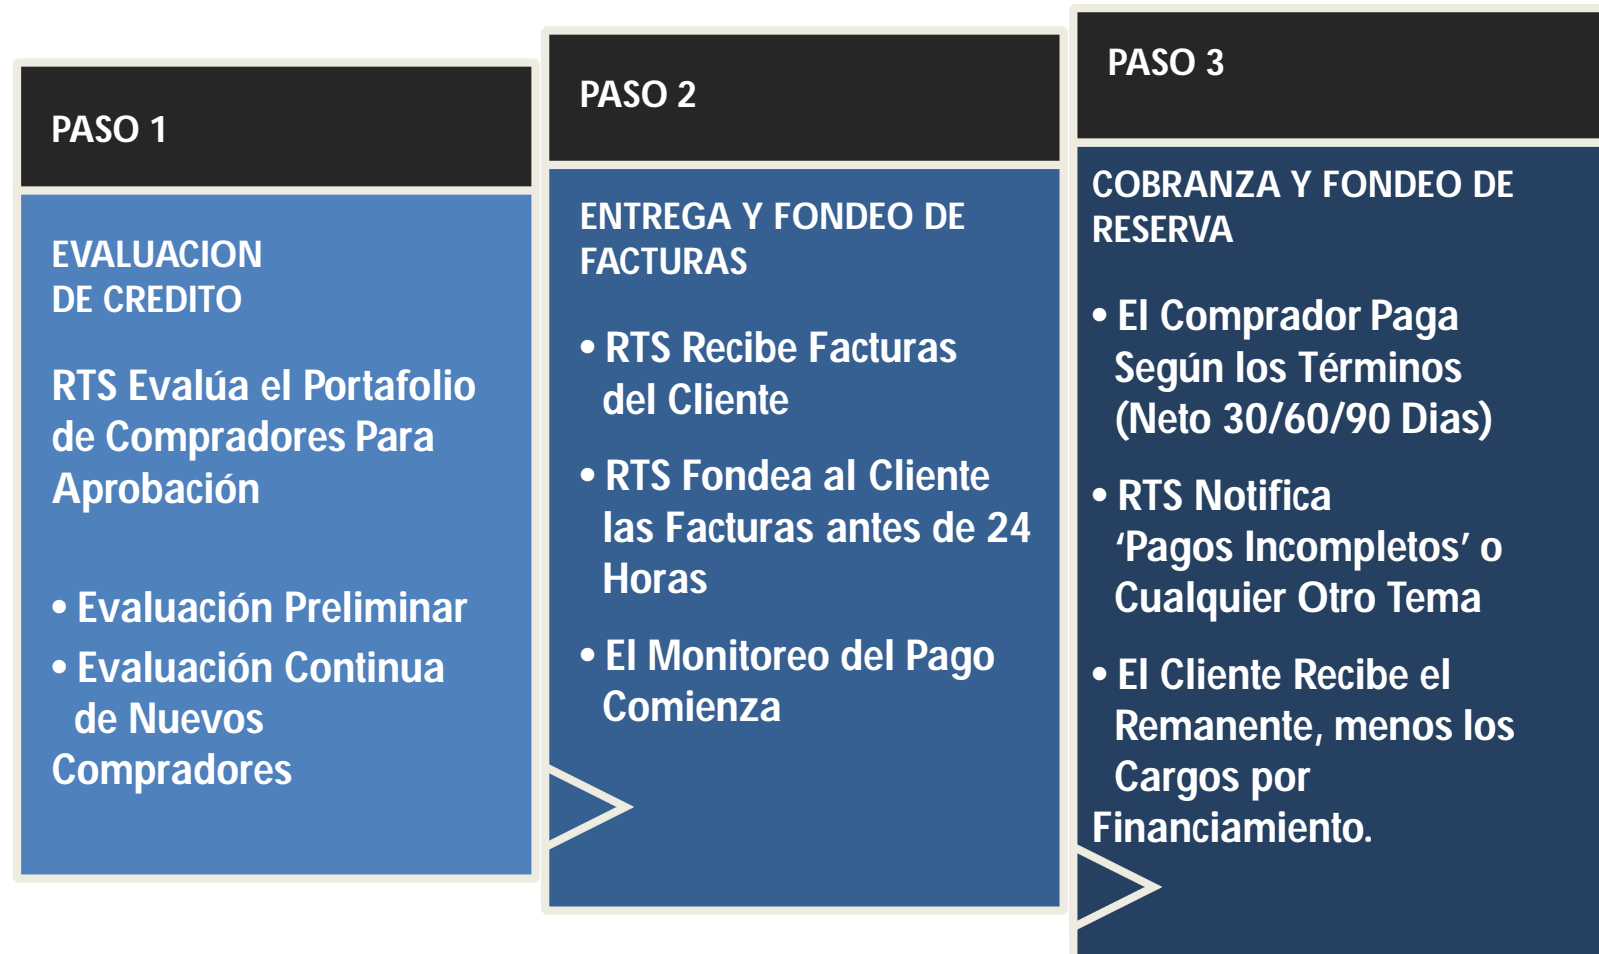 PASO 1
EVALUACION
DE CREDITO
RTS Evalúa el Portafolio
de Compradores Para
Aprobación
• Evaluación Preliminar
• Evaluación Continua
de Nuevos
Compradores
PASO 2
ENTREGA Y FONDEO DE
FACTURAS
• RTS Recibe Facturas
del Cliente
• RTS Fondea al Cliente
las Facturas antes de 24
Horas
• El Monitoreo del Pago
Comienza
PASO 3
COBRANZA Y FONDEO DE
RESERVA
• El Comprador Paga
Según los Términos
(Neto 30/60/90 Dias)
• RTS Notifica
‘Pagos Incompletos’ o
Cualquier Otro Tema
• El Cliente Recibe el
Remanente, menos los
Cargos por
Financiamiento.